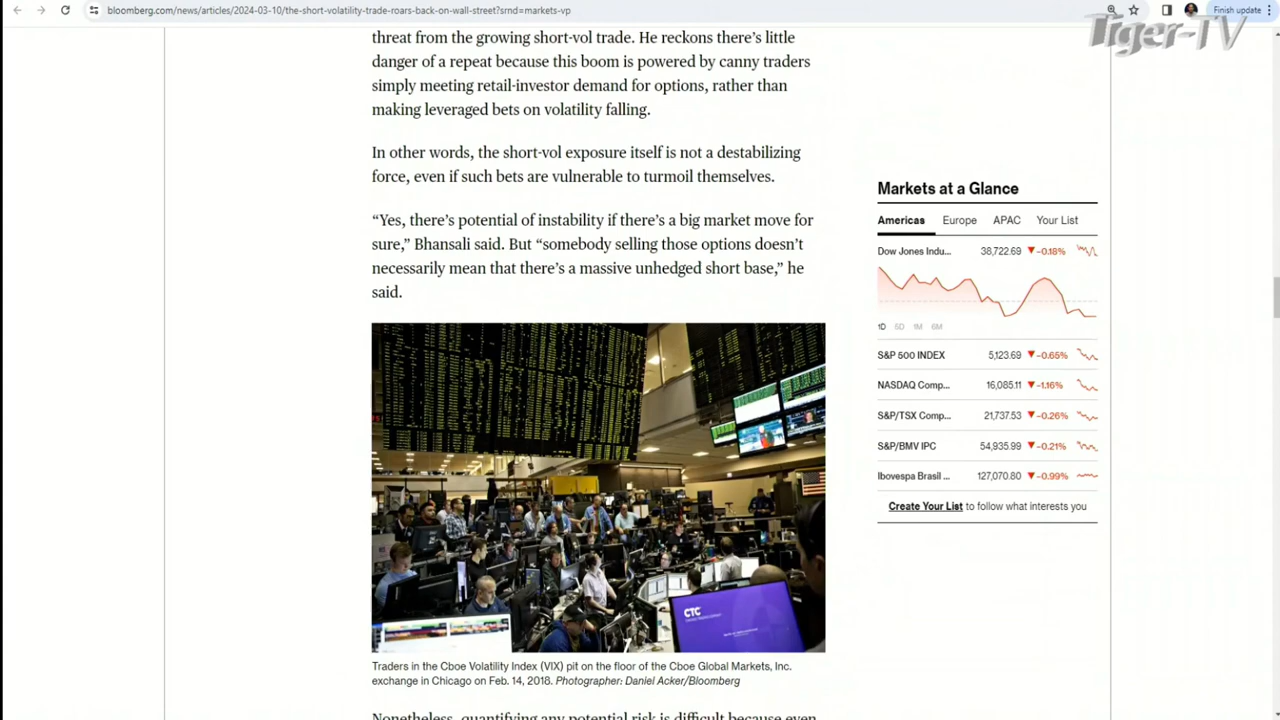 bloomberg.com/news/articles/2024-03-10/the-short-volatility-trade-roars-back-on-wall-street?srnd=markets-vp
Finish update
Tiger-TV
threat from the growing short-vol trade. He reckons there’s little
danger of a repeat because this boom is powered by canny traders
simply meeting retail-investor demand for options, rather than
making leveraged bets on volatility falling.
In other words, the short-vol exposure itself is not a destabilizing
force, even if such bets are vulnerable to turmoil themselves.
“Yes, there’s potential of instability if there’s a big market move for
sure,” Bhansali said. But “somebody selling those options doesn’t
necessarily mean that there’s a massive unhedged short base,” he
said.
CTC
Traders in the Cboe Volatility Index (VIX) pit on the floor of the Cboe Global Markets, Inc.
exchange in Chicago on Feb. 14, 2018. Photographer: Daniel Acker/Bloomberg
Nonetheless, quantifying any potential risk is difficult because even
Markets at a Glance
Americas Europe APAC Your List
Dow Jones Indu... 38,722.69 ▼-0.18%
1D 5D 1M 6M
S&P 500 INDEX 5,123.69 ▼-0.65%
NASDAQ Comp... 16,085.11 ▼-1.16%
S&P/TSX Comp... 21,737.53 ▼-0.26%
S&P/BMV IPC 54,935.99 ▼-0.21%
Ibovespa Brasil ... 127,070.80 ▼-0.99%
Create Your List to follow what interests you